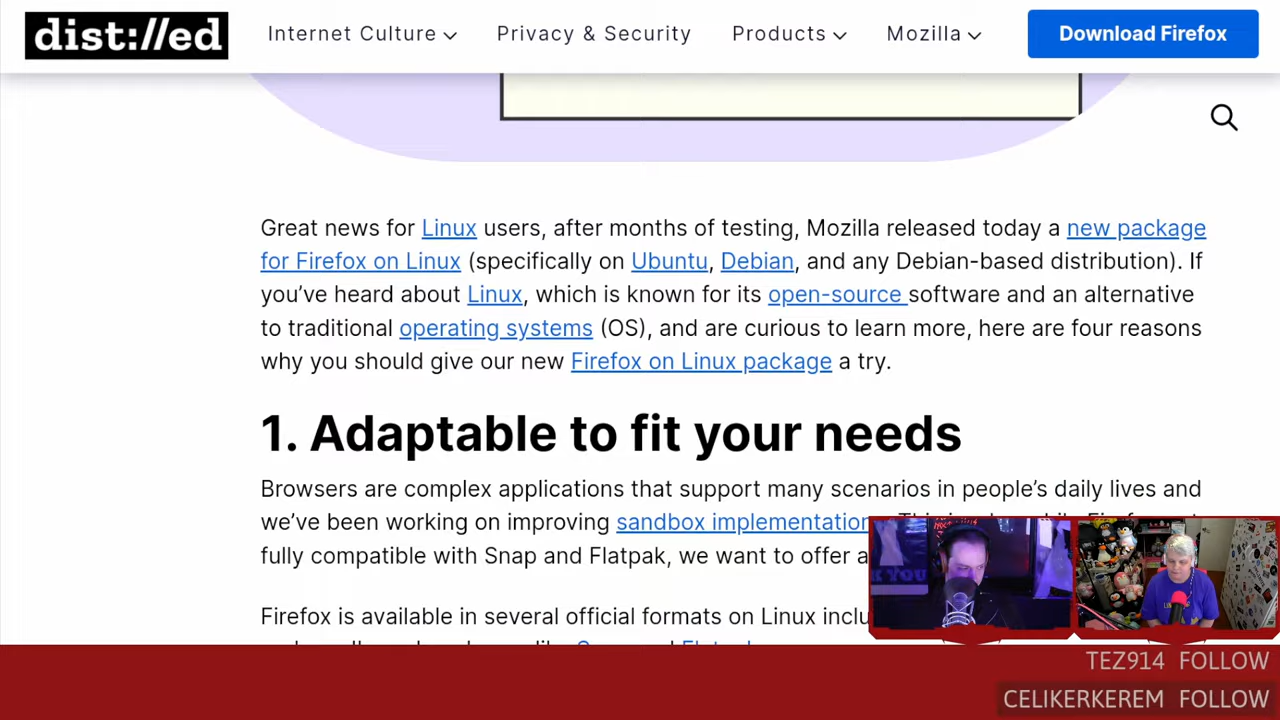 dist://ed
Internet Culture
Privacy & Security
Products
Mozilla
Download Firefox
Great news for Linux users, after months of testing, Mozilla released today a new package
for Firefox on Linux (specifically on Ubuntu, Debian, and any Debian-based distribution). If
you’ve heard about Linux, which is known for its open-source software and an alternative
to traditional operating systems (OS), and are curious to learn more, here are four reasons
why you should give our new Firefox on Linux package a try.
1. Adaptable to fit your needs
Browsers are complex applications that support many scenarios in people’s daily lives and
we’ve been working on improving sandbox implementation
fully compatible with Snap and Flatpak, we want to offer a
Firefox is available in several official formats on Linux inclu
TEZ914 FOLLOW
CELIKERKEREM FOLLOW